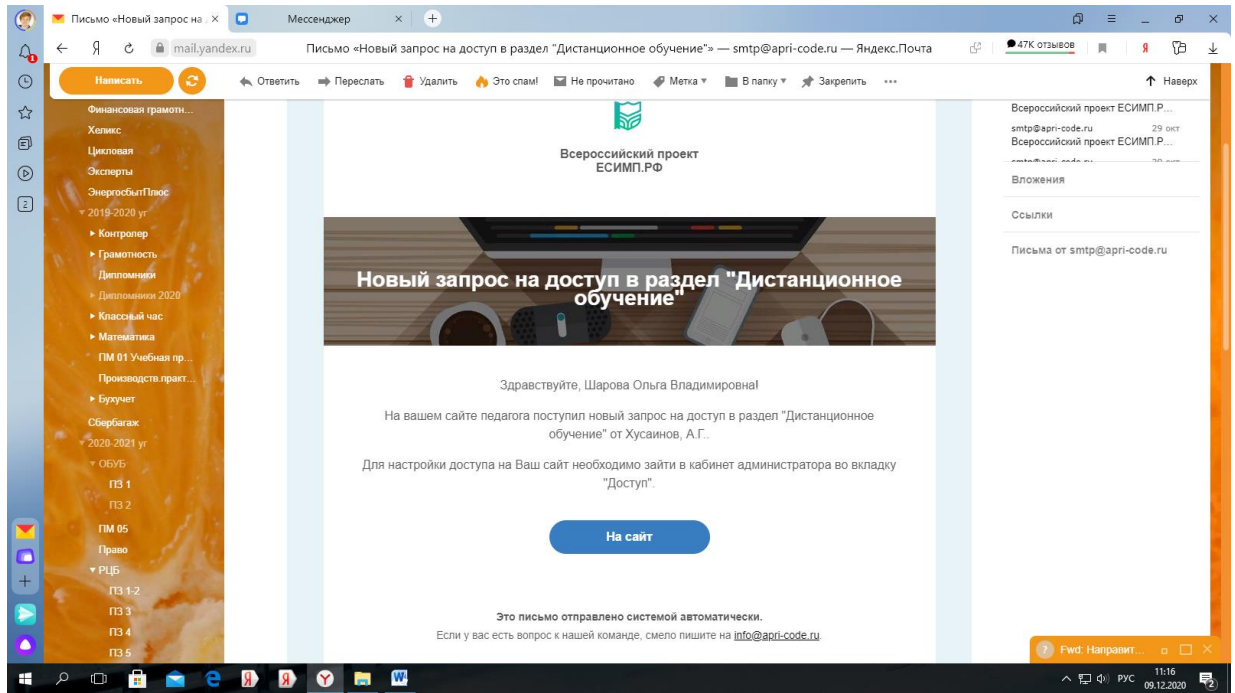 Письмо «Новый запрос на
Мессенджер
mail.yandex.ru
Письмо «Новый запрос на доступ в раздел "Дистанционное обучение"» — smtp@apri-code.ru — Яндекс.Почта
47K отзывов
Написать
Ответить
Переслать
Удалить
Это спам!
Не прочитано
Метка
В папку
Закрепить
Наверх
Финансовая грамотн...
Хеликс
Цикловая
Эксперты
ЭнергосбытПлюс
2019-2020 уг
Контролер
Грамотность
Дипломники
Дипломники 2020
Классный час
Математика
ПМ 01 Учебная пр...
Производств.практ...
Бухучет
Сбербагаж
2020-2021 уг
ОБУБ
ПЗ 1
ПЗ 2
ПМ 05
Право
РЦБ
ПЗ 1-2
ПЗ 3
ПЗ 4
ПЗ 5
Всероссийский проект
ЕСИМП.РФ
Новый запрос на доступ в раздел "Дистанционное
обучение"
Здравствуйте, Шарова Ольга Владимировна!
На вашем сайте педагога поступил новый запрос на доступ в раздел "Дистанционное
обучение" от Хусаинов, А.Г..
Для настройки доступа на Ваш сайт необходимо зайти в кабинет администратора во вкладку
"Доступ".
На сайт
Это письмо отправлено системой автоматически.
Если у вас есть вопрос к нашей команде, смело пишите на info@apri-code.ru.
Всероссийский проект ЕСИМП.Р...
smtp@apri-code.ru 29 окт
Всероссийский проект ЕСИМП.Р...
Вложения
Ссылки
Письма от smtp@apri-code.ru
Fwd: Направит...
РУС
11:16
09.12.2020